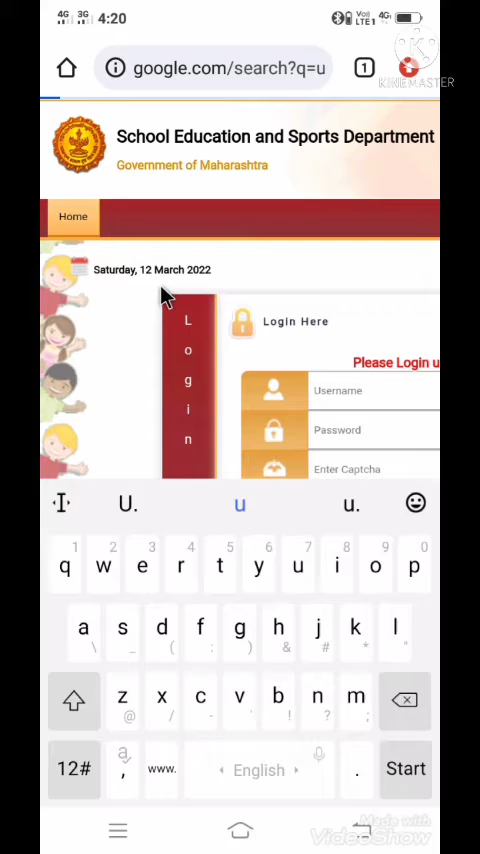 4G 3G 4:20 Vo) LTE1 4G
google.com/search?q=u 1
KINEMASTER
School Education and Sports Department
Government of Maharashtra
Home
Saturday, 12 March 2022
Login
Login Here
Please Login u
Username
Password
Enter Captcha
U. u u.
1 2 3 4 5 6 7 8 9 0
q w e r t y u i o p
a s d f g h j k l
\ _ ( : ) & # * "
z x c v b n m
@ / - ' ! ? ;
12# a , www. English . Start
Made with
VideoShow